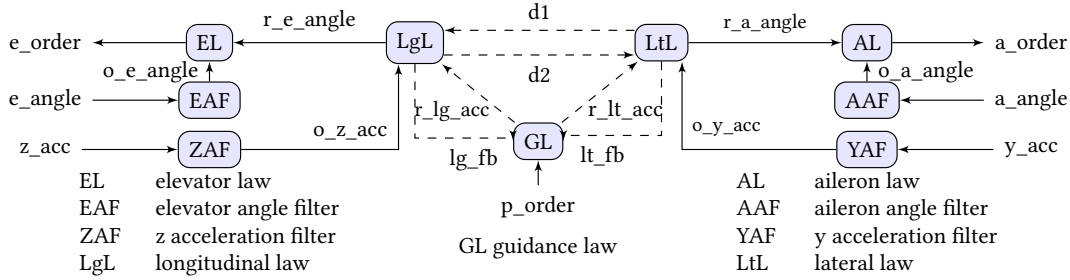 d1
r_e_angle
r_a_angle
e_order
EL
LgL
LtL
AL
a_order
d2
o_e_angle
o_a_angle
e_angle
EAF
r_lg_acc
r_lt_acc
AAF
a_angle
o_z_acc
o_y_acc
z_acc
ZAF
GL
YAF
y_acc
lg_fb
lt_fb
EL elevator law
AL aileron law
EAF elevator angle filter
p_order
AAF aileron angle filter
ZAF z acceleration filter
GL guidance law
YAF y acceleration filter
LgL longitudinal law
LtL lateral law